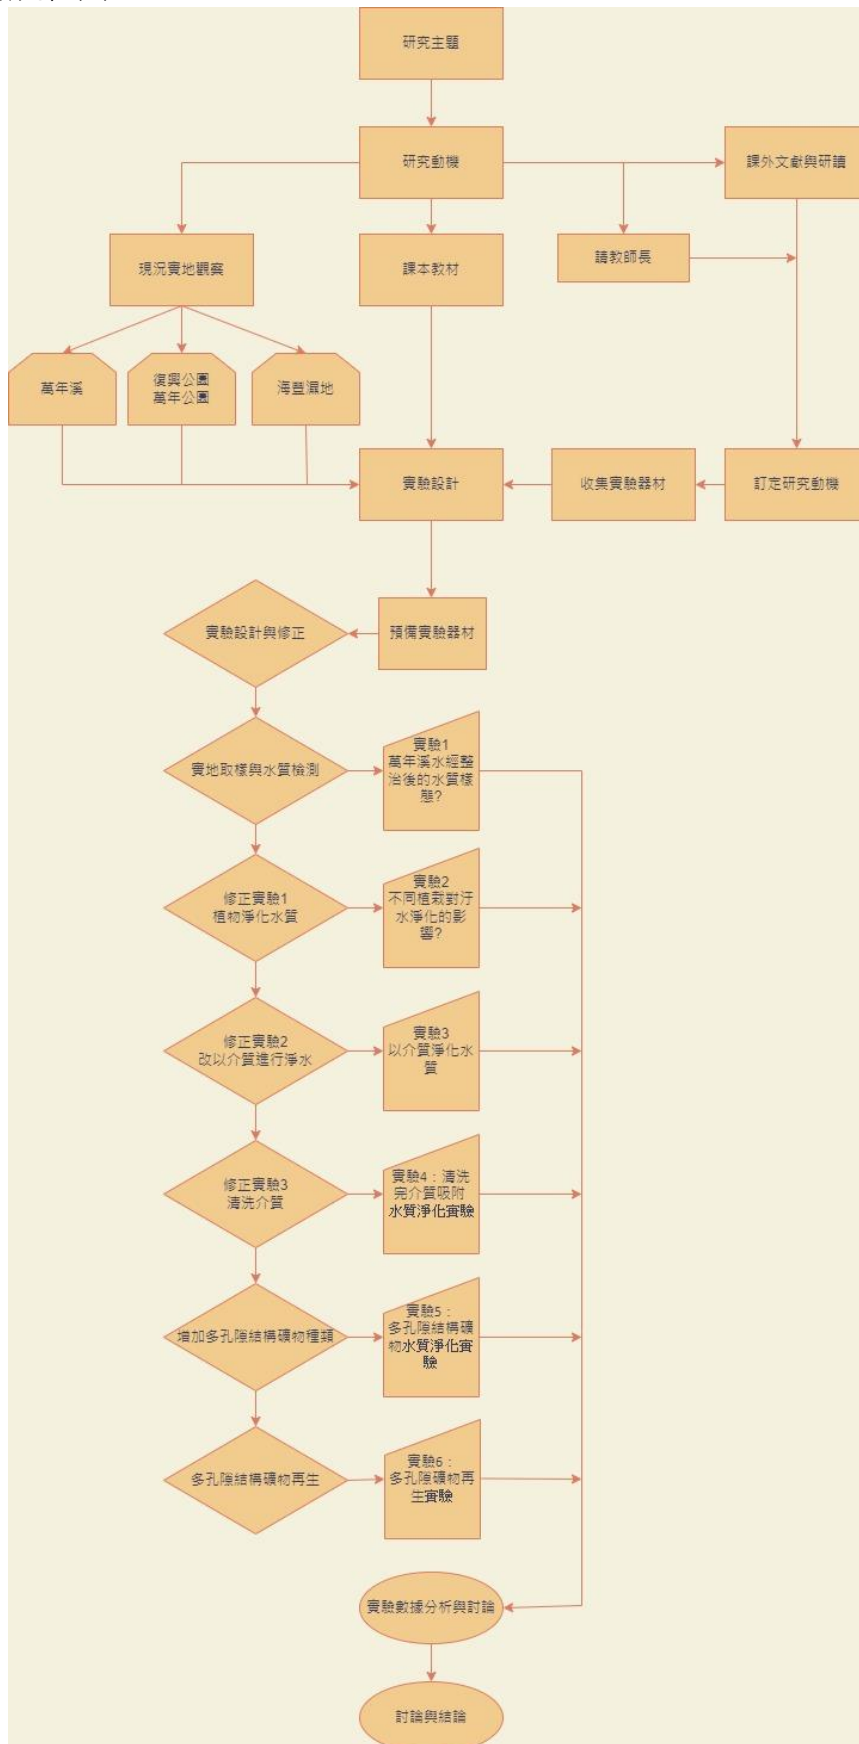 研究主題
研究動機
課外文獻與研讀
現況實地觀察
課本教材
請教師長
萬年溪
復興公園
萬年公園
海豐濕地
實驗設計
收集實驗器材
訂定研究動機
實驗設計與修正
預備實驗器材
實地取樣與水質檢測
實驗1
萬年溪水經整
治後的水質樣
態?
修正實驗1
植物淨化水質
實驗2
不同植栽對汙
水淨化的影
響?
修正實驗2
改以介質進行淨水
實驗3
以介質淨化水
質
修正實驗3
清洗介質
實驗4：清洗
完介質吸附
水質淨化實驗
增加多孔隙結構礦物種類
實驗5：
多孔隙結構礦
物水質淨化實
驗
多孔隙結構礦物再生
實驗6：
多孔隙礦物再
生實驗
實驗數據分析與討論
討論與結論